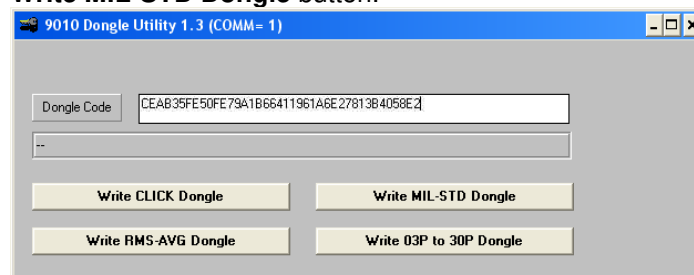 Write MIL-STD Dongle button.
9010 Dongle Utility 1.3 (COMM= 1)
Dongle Code
CEAB35FE50FE79A1B66411961A6E27813B4058E2
--
Write CLICK Dongle
Write MIL-STD Dongle
Write RMS-AVG Dongle
Write 03P to 30P Dongle